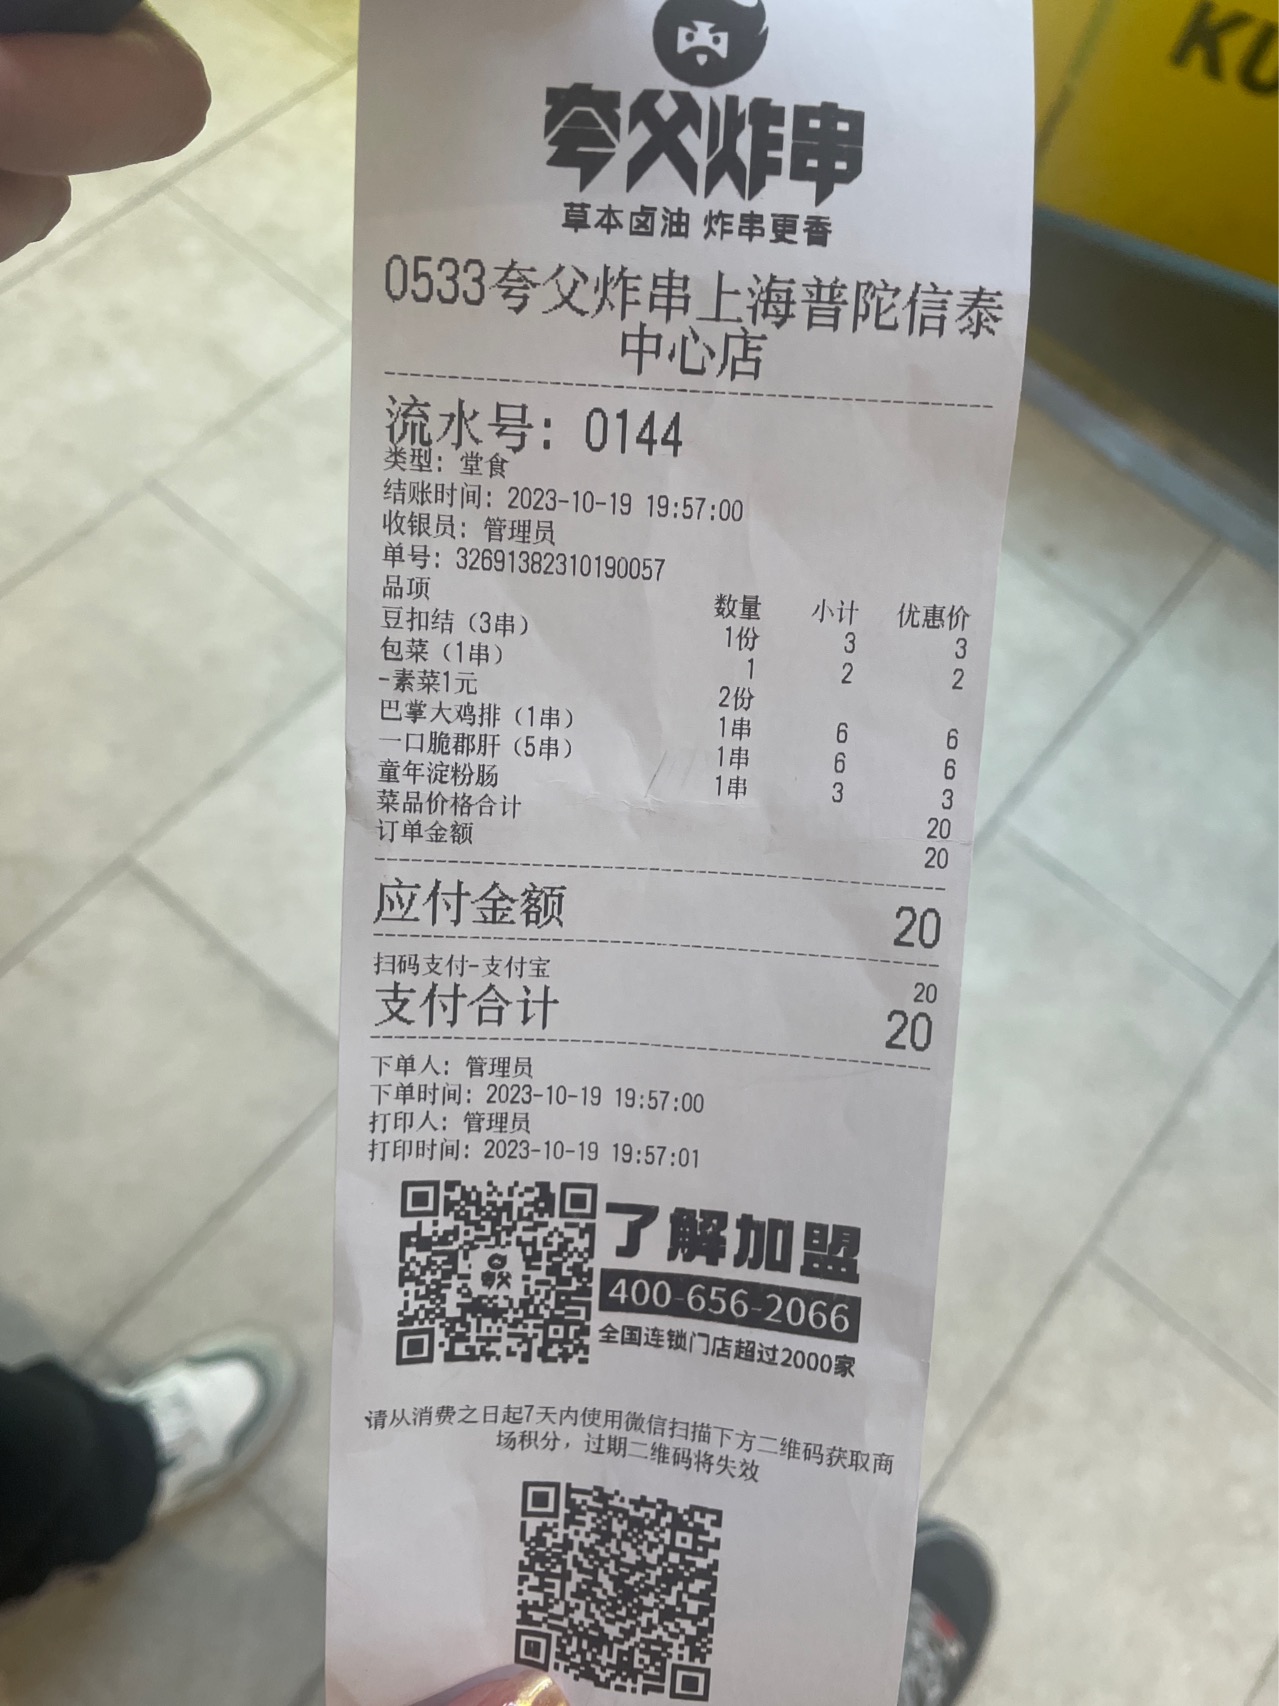 KU
夸父炸串
草本卤油 炸串更香
0533夸父炸串上海普陀信泰
中心店
流水号：0144
类型：堂食
结账时间：2023-10-19 19:57:00
收银员：管理员
单号：32691382310190057
品项 数量 小计 优惠价
豆扣结（3串） 1份 3 3
包菜（1串） 1 2 2
-素菜1元 2份
巴掌大鸡排（1串） 1串 6 6
一口脆郡肝（5串） 1串 6 6
童年淀粉肠 1串 3 3
菜品价格合计 20
订单金额 20
应付金额 20
扫码支付-支付宝 20
支付合计 20
下单人：管理员
下单时间：2023-10-19 19:57:00
打印人：管理员
打印时间：2023-10-19 19:57:01
夸父
了解加盟
400-656-2066
全国连锁门店超过2000家
请从消费之日起7天内使用微信扫描下方二维码获取商
场积分，过期二维码将失效